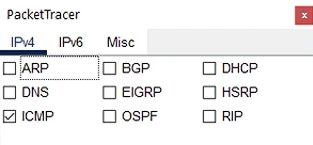 PacketTracer
IPv4 IPv6 Misc
ARP BGP DHCP
DNS EIGRP HSRP
ICMP OSPF RIP